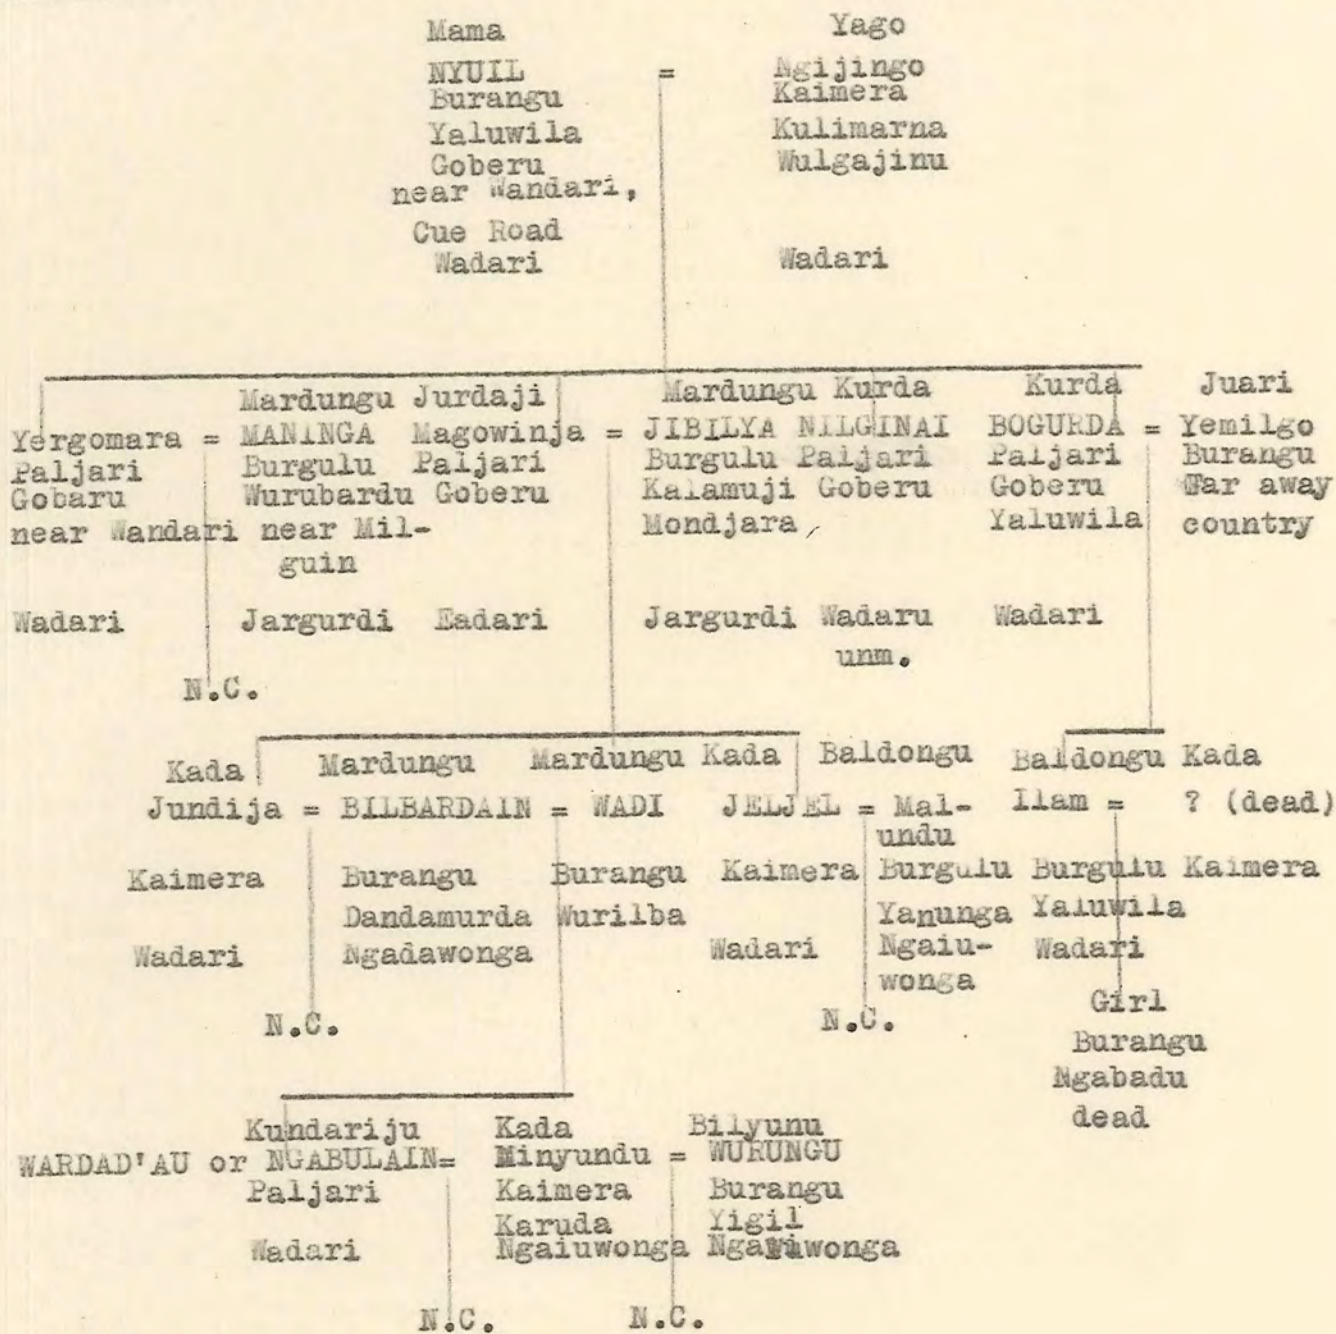 Mama Yago
NYUIL = Ngijingo
Burangu Kaimera
Yaluwila Kulimarna
Goberu Wulgajinu
near Wandari,
Cue Road
Wadari Wadari
Mardungu Jurdaji Mardungu Kurda Kurda Juari
Yergomara = MANINGA Magowinja = JIBILYA NILGINAI BOGURDA = Yemilgo
Paljari Burgulu Paljari Burgulu Paljari Paljari Burangu
Gobaru Wurubardu Goberu Kalamuji Goberu Goberu Far away
near Wandari near Mil- Mondjara Yaluwila country
guin
Wadari Jargurdi Eadari Jargurdi Wadaru Wadari
unm.
N.C.
Kada Mardungu Mardungu Kada Baldongu Baldongu Kada
Jundija = BILBARDAIN = WADI JELJEL = Mal- Ilam = ? (dead)
undu
Kaimera Burangu Burangu Kaimera Burgulu Burgulu Kaimera
Dandamurda Wurilba Yanunga Yaluwila
Wadari Ngadawonga Wadari Ngaiu- Wadari
wonga
N.C. N.C. Girl
Burangu
Ngabadu
dead
Kundariju Kada Bilyunu
WARDAD'AU or NGABULAIN= Minyundu = WURUNGU
Paljari Kaimera Burangu
Karuda Yigil
Wadari Ngaiuwonga Ngaiuwonga
N.C. N.C.